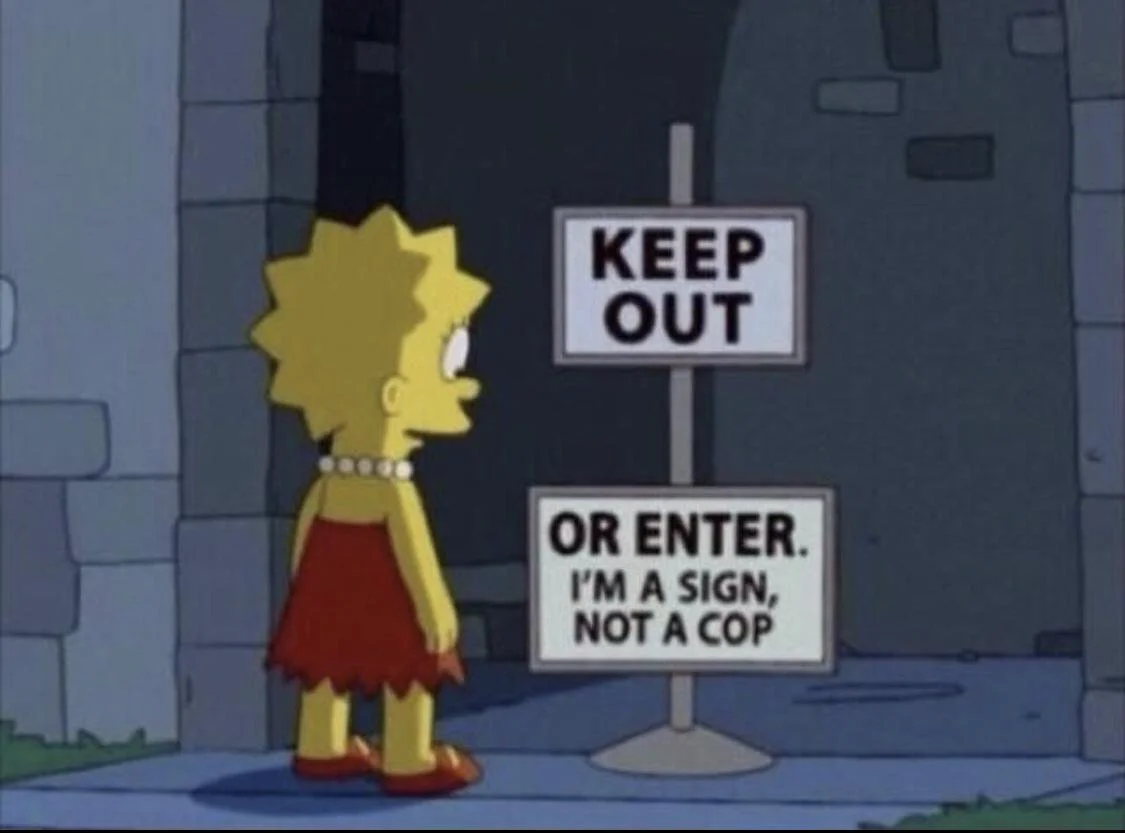 KEEP
OUT
OR ENTER.
I'M A SIGN,
NOT A COP